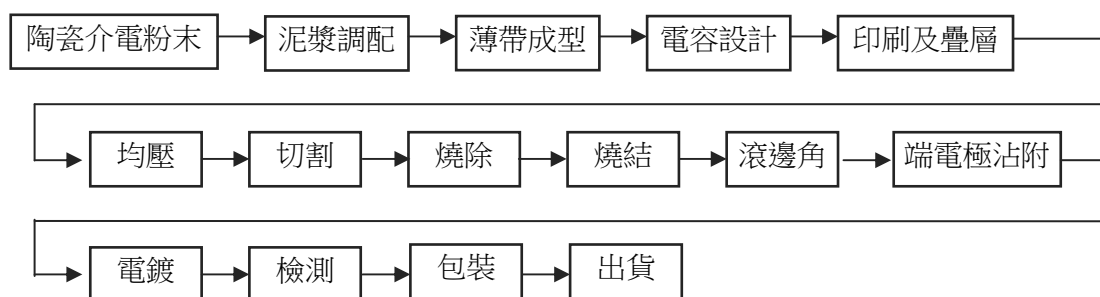 陶瓷介電粉末 泥漿調配 薄帶成型 電容設計 印刷及疊層
均壓 切割 燒除 燒結 滾邊角 端電極沾附
電鍍 檢測 包裝 出貨